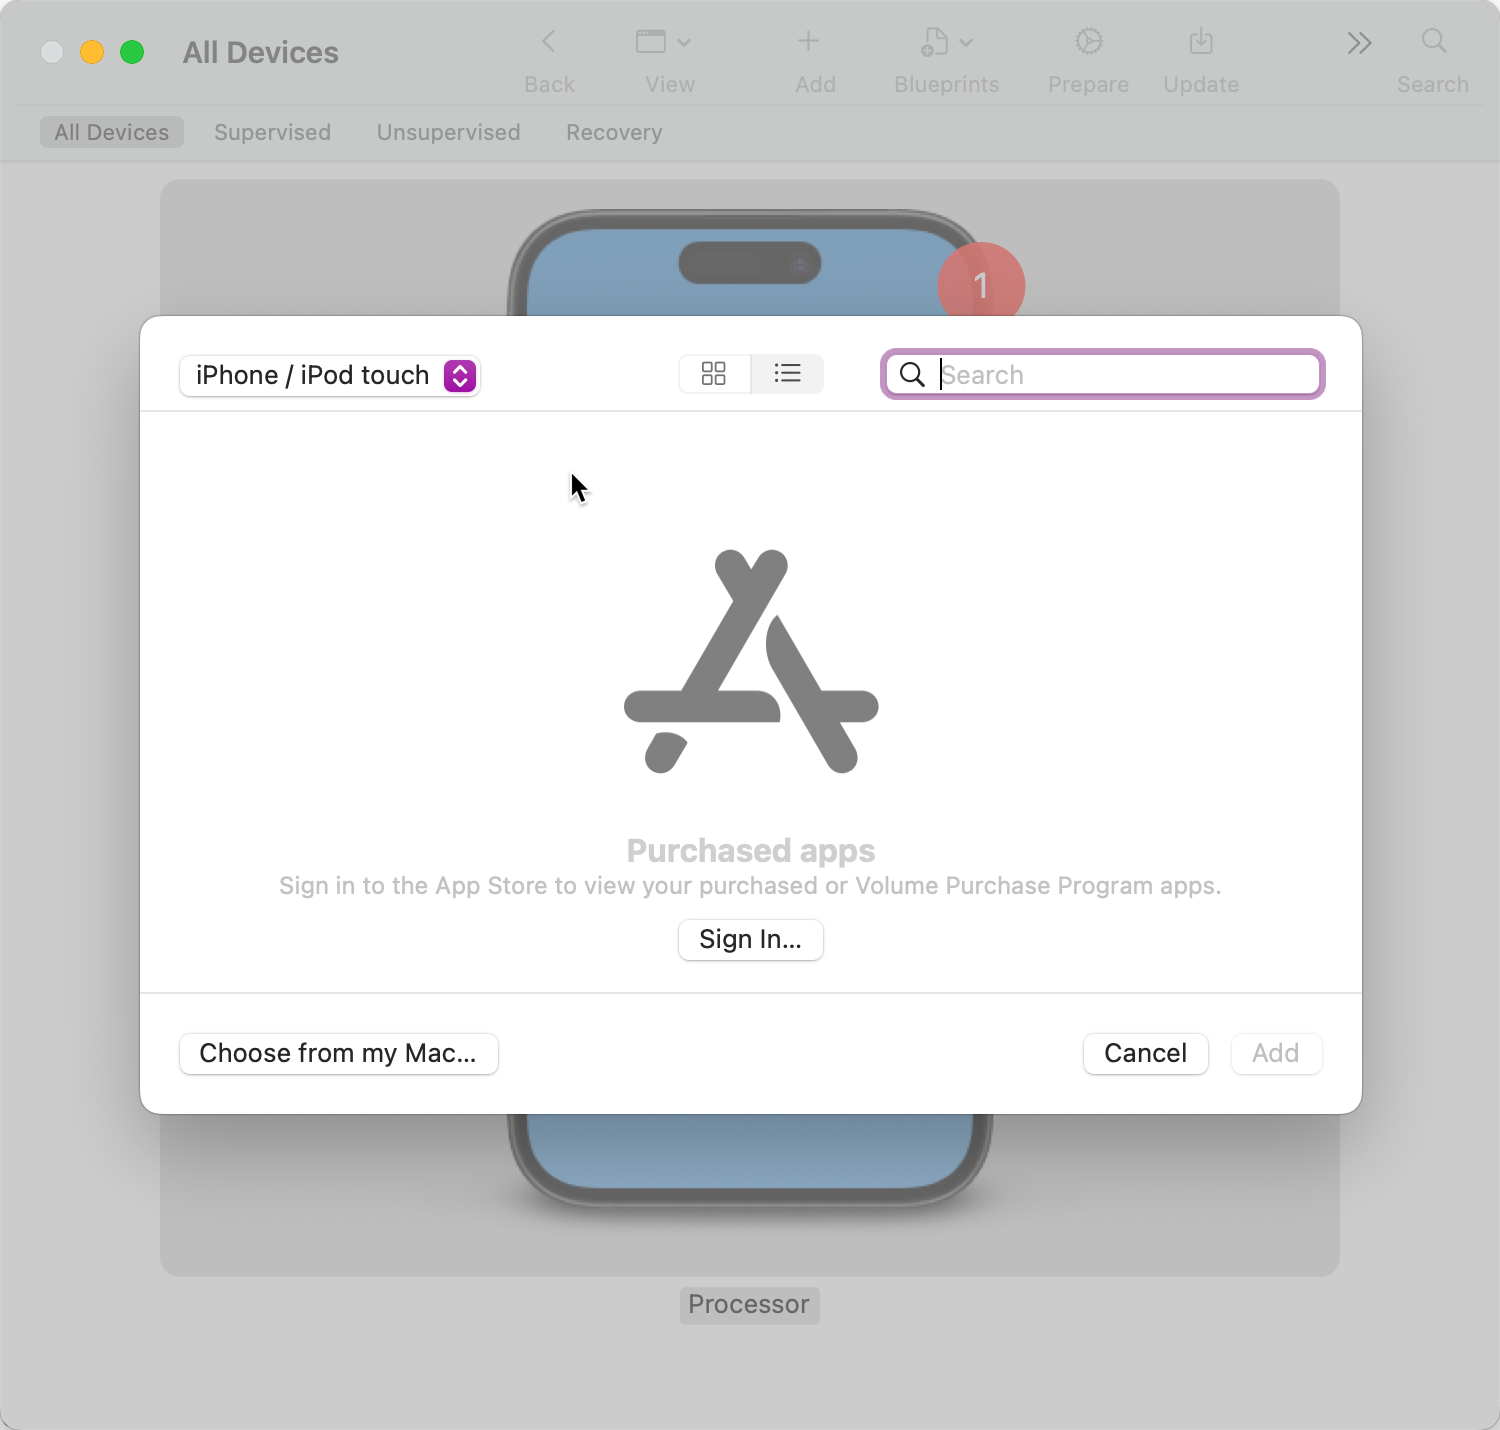 All Devices
Back
View
Add
Blueprints
Prepare
Update
Search
All Devices
Supervised
Unsupervised
Recovery
1
iPhone / iPod touch
Search
Purchased apps
Sign in to the App Store to view your purchased or Volume Purchase Program apps.
Sign In...
Choose from my Mac...
Cancel
Add
Processor